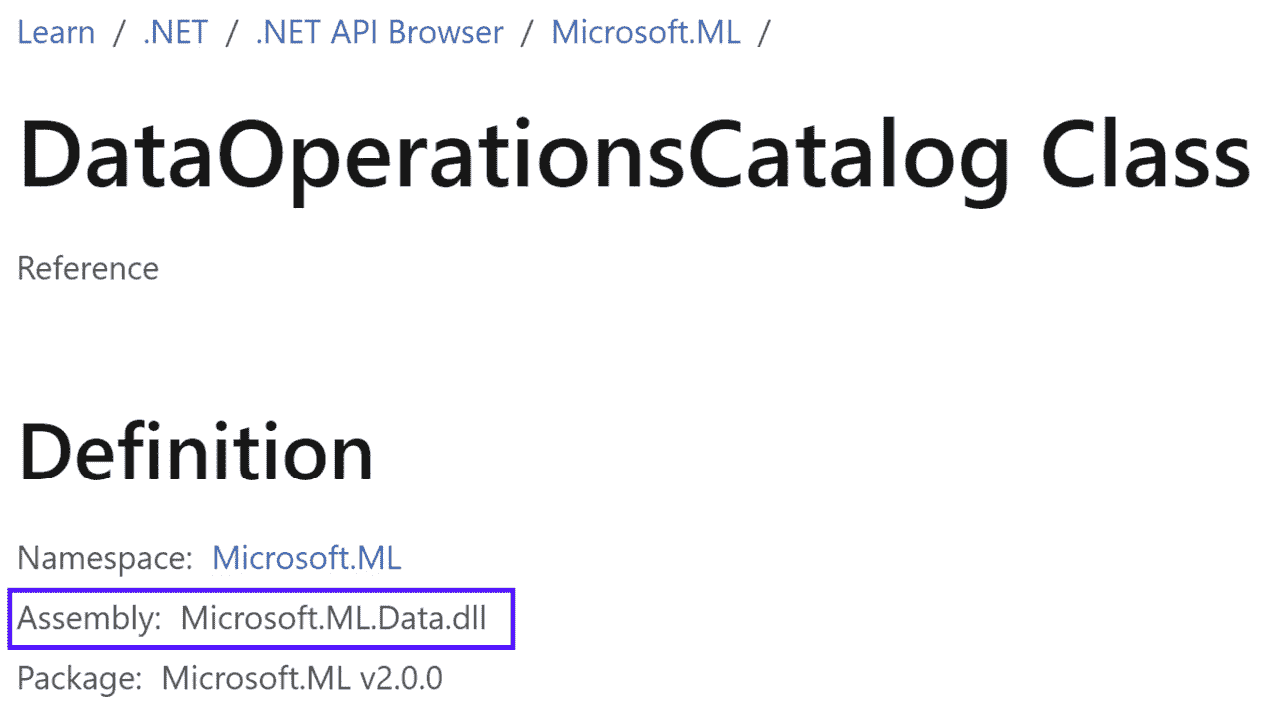 Learn / .NET / .NET API Browser / Microsoft.ML /
DataOperationsCatalog Class
Reference
Definition
Namespace: Microsoft.ML
Assembly: Microsoft.ML.Data.dll
Package: Microsoft.ML v2.0.0